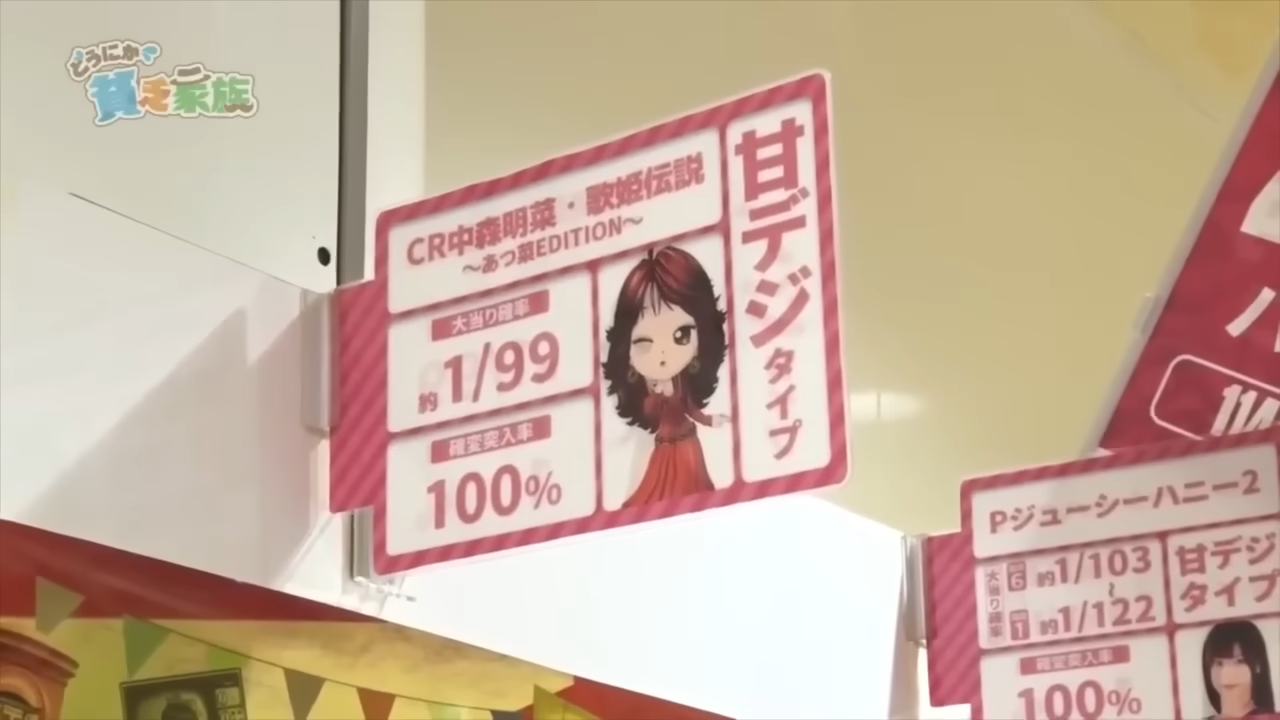 どうにか
貧乏家族
CR中森明菜・歌姫伝説
～あつ菜EDITION～
大当り確率
約1/99
確変突入率
100%
甘デジタイプ
Pジューシーハニー2
大当り確率
6 約1/103
～
1 約1/122
甘デジ
タイプ
確変突入率
100%